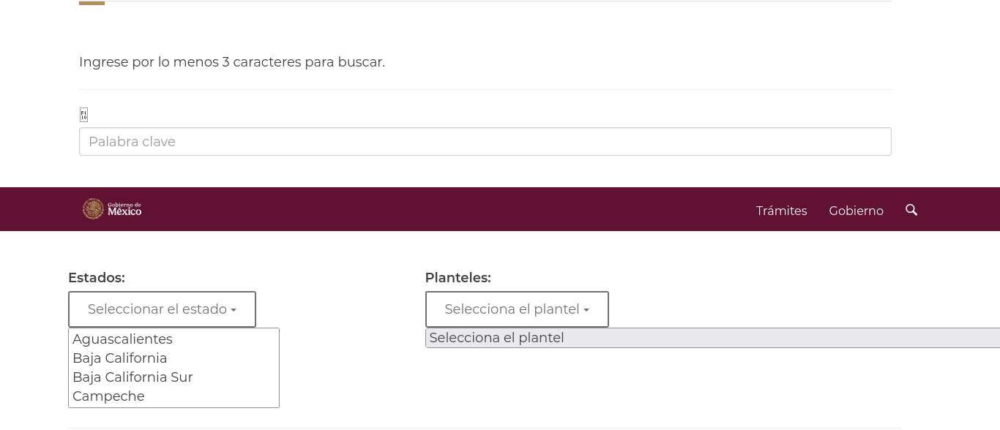 Ingrese por lo menos 3 caracteres para buscar.
Palabra clave
Gobierno de
México
Trámites Gobierno
Estados: Planteles:
Seleccionar el estado Selecciona el plantel
Aguascalientes Selecciona el plantel
Baja California
Baja California Sur
Campeche